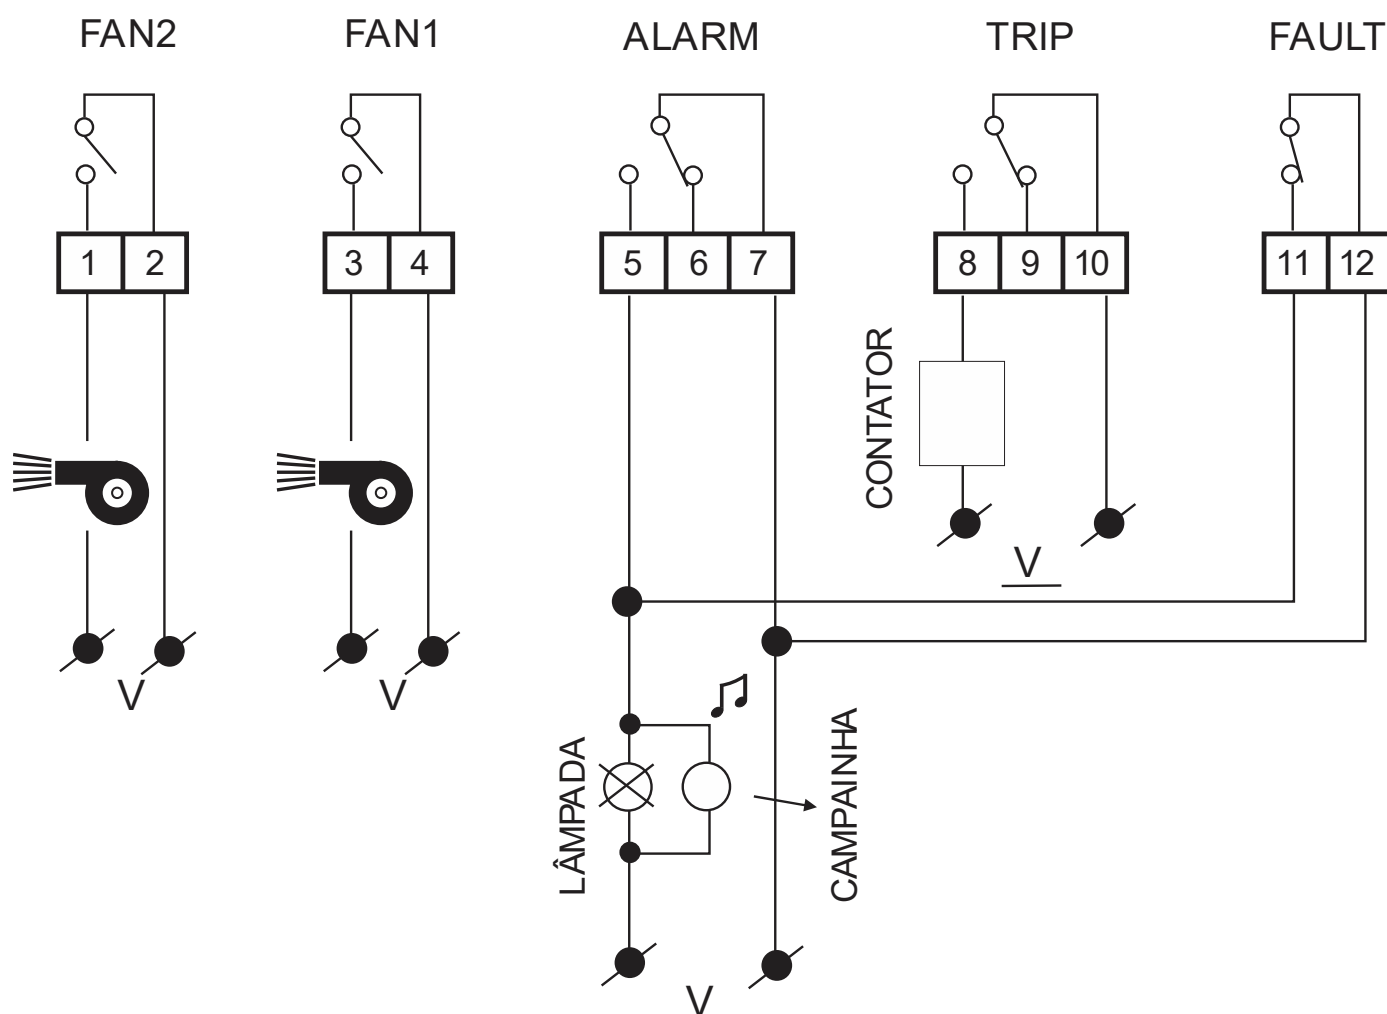 FAN2
FAN1
ALARM
TRIP
FAULT
1 2
3 4
5 6 7
8 9 10
11 12
CONTATOR
V
V
V
LÂMPADA
CAMPAINHA
V